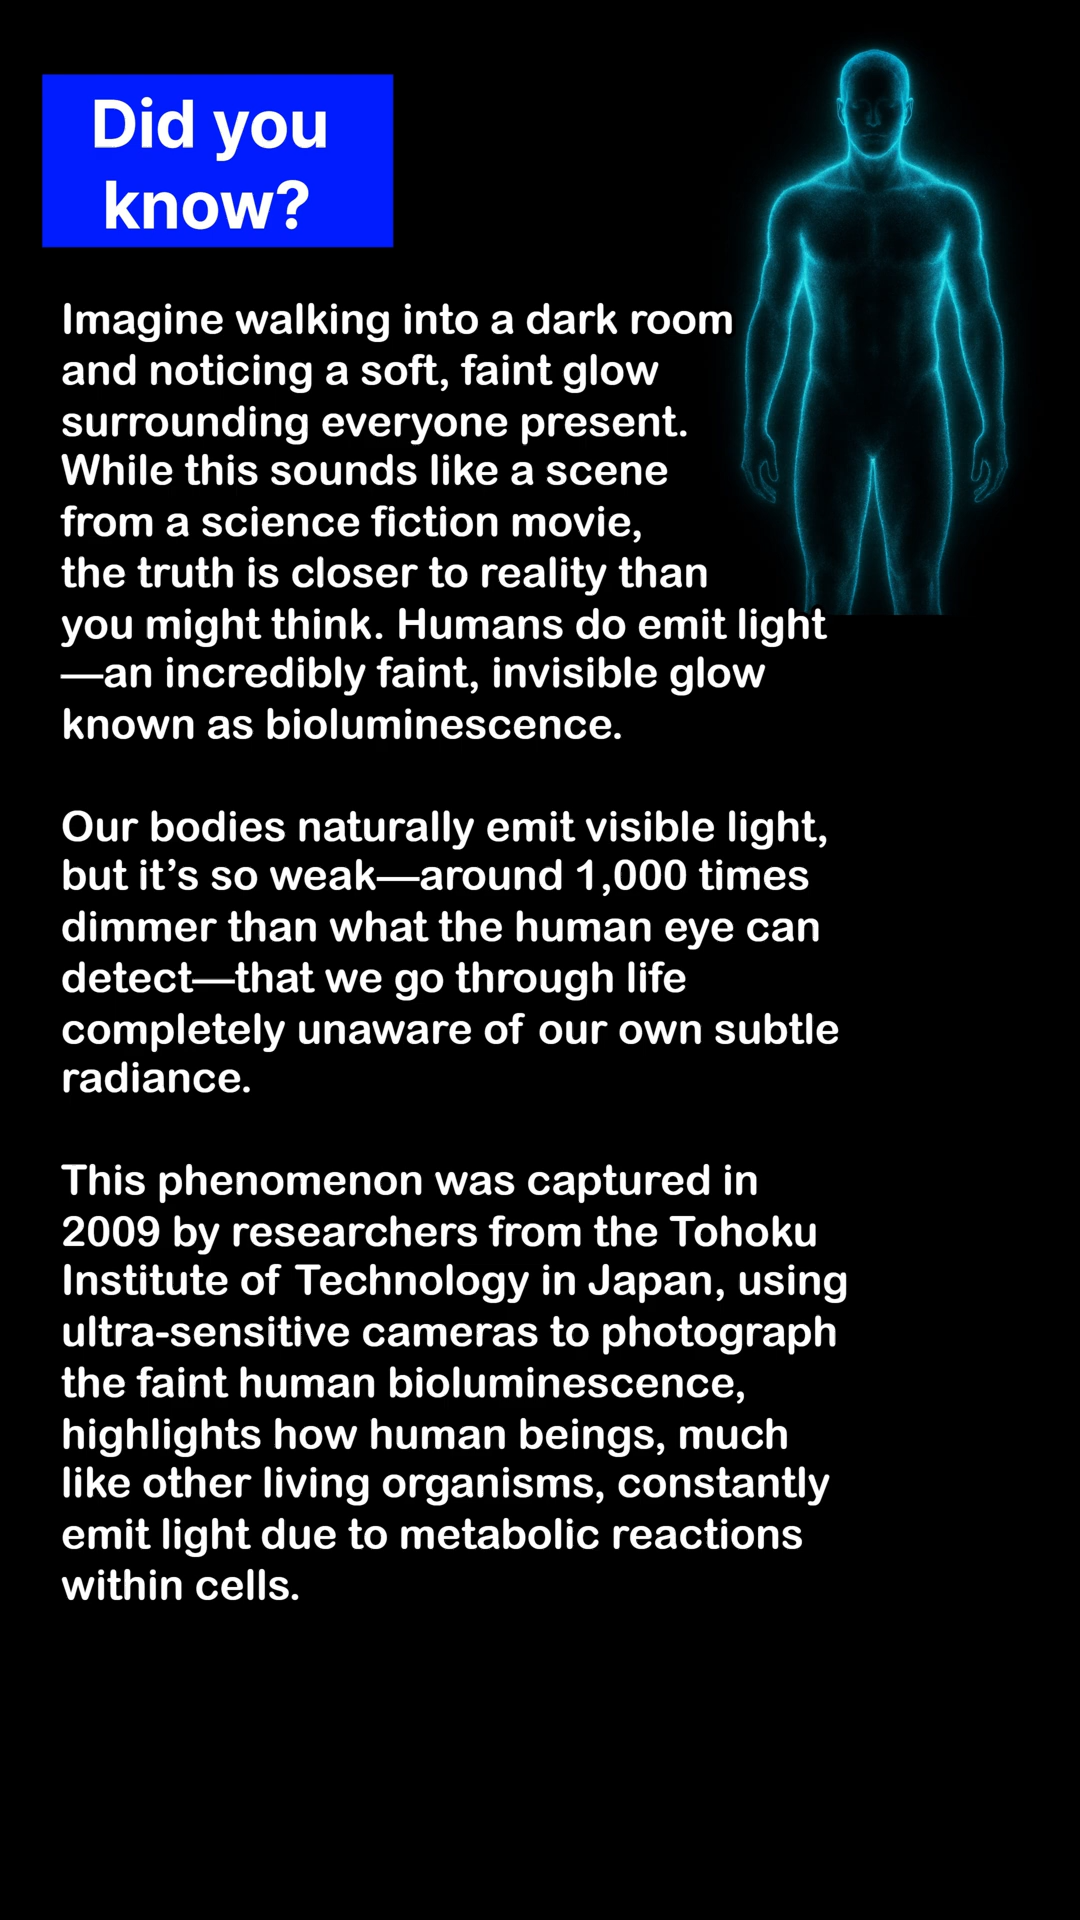 Did you
know?
Imagine walking into a dark room
and noticing a soft, faint glow
surrounding everyone present.
While this sounds like a scene
from a science fiction movie,
the truth is closer to reality than
you might think. Humans do emit light
—an incredibly faint, invisible glow
known as bioluminescence.
Our bodies naturally emit visible light,
but it’s so weak—around 1,000 times
dimmer than what the human eye can
detect—that we go through life
completely unaware of our own subtle
radiance.
This phenomenon was captured in
2009 by researchers from the Tohoku
Institute of Technology in Japan, using
ultra-sensitive cameras to photograph
the faint human bioluminescence,
highlights how human beings, much
like other living organisms, constantly
emit light due to metabolic reactions
within cells.